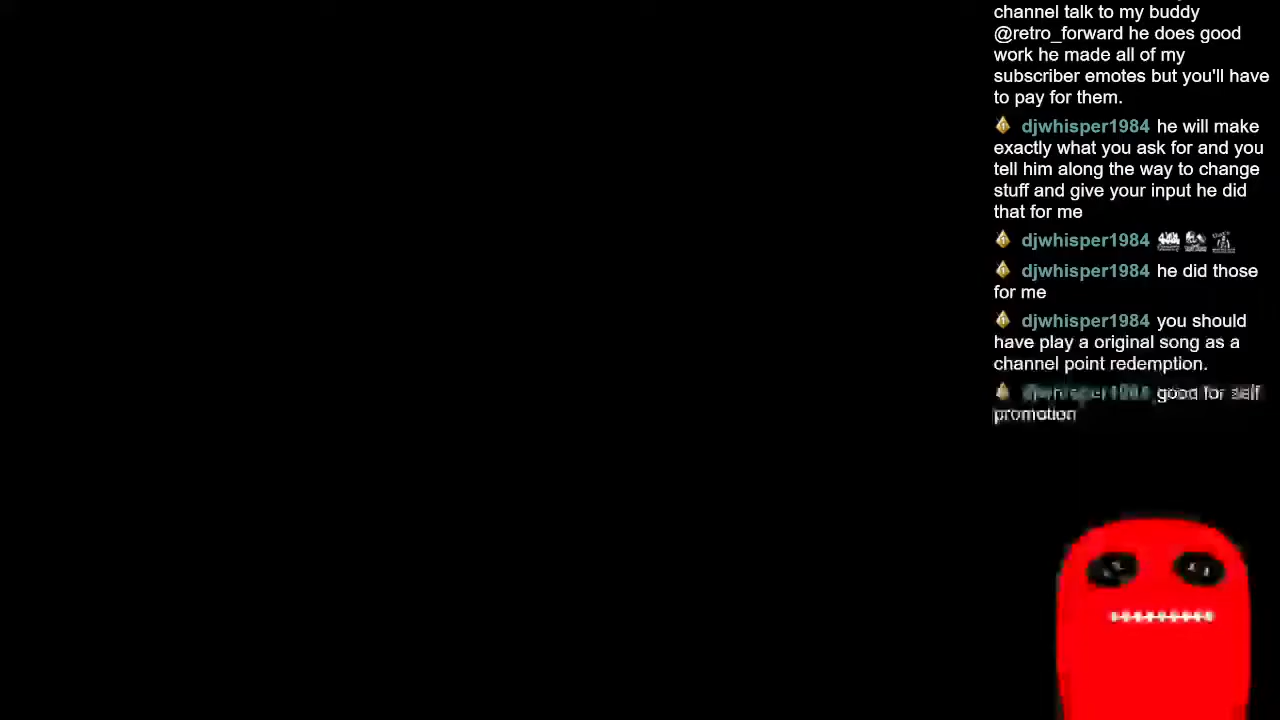 channel talk to my buddy
@retro_forward he does good
work he made all of my
subscriber emotes but you'll have
to pay for them.
djwhisper1984 he will make
exactly what you ask for and you
tell him along the way to change
stuff and give your input he did
that for me
djwhisper1984
djwhisper1984 he did those
for me
djwhisper1984 you should
have play a original song as a
channel point redemption.
djwhisper1984 good for self
promotion